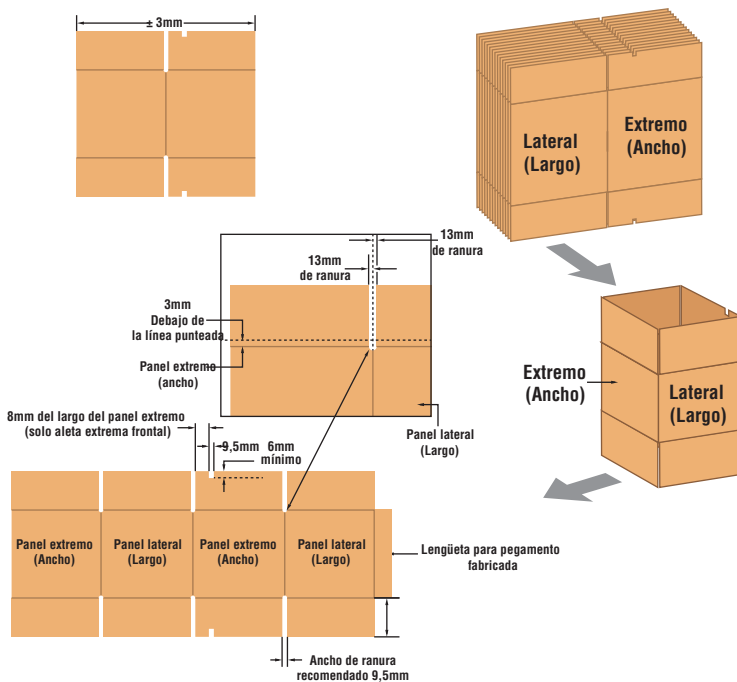 ± 3mm
Lateral
(Largo)
Extremo
(Ancho)
13mm
de ranura
13mm
de ranura
3mm
Debajo de
la línea punteada
Panel extremo
(ancho)
Panel lateral
(Largo)
Extremo
(Ancho)
Lateral
(Largo)
8mm del largo del panel extremo
(solo aleta extrema frontal)
9,5mm
6mm
mínimo
Panel extremo
(Ancho)
Panel lateral
(Largo)
Panel extremo
(Ancho)
Panel lateral
(Largo)
Lengüeta para pegamento
fabricada
Ancho de ranura
recomendado 9,5mm